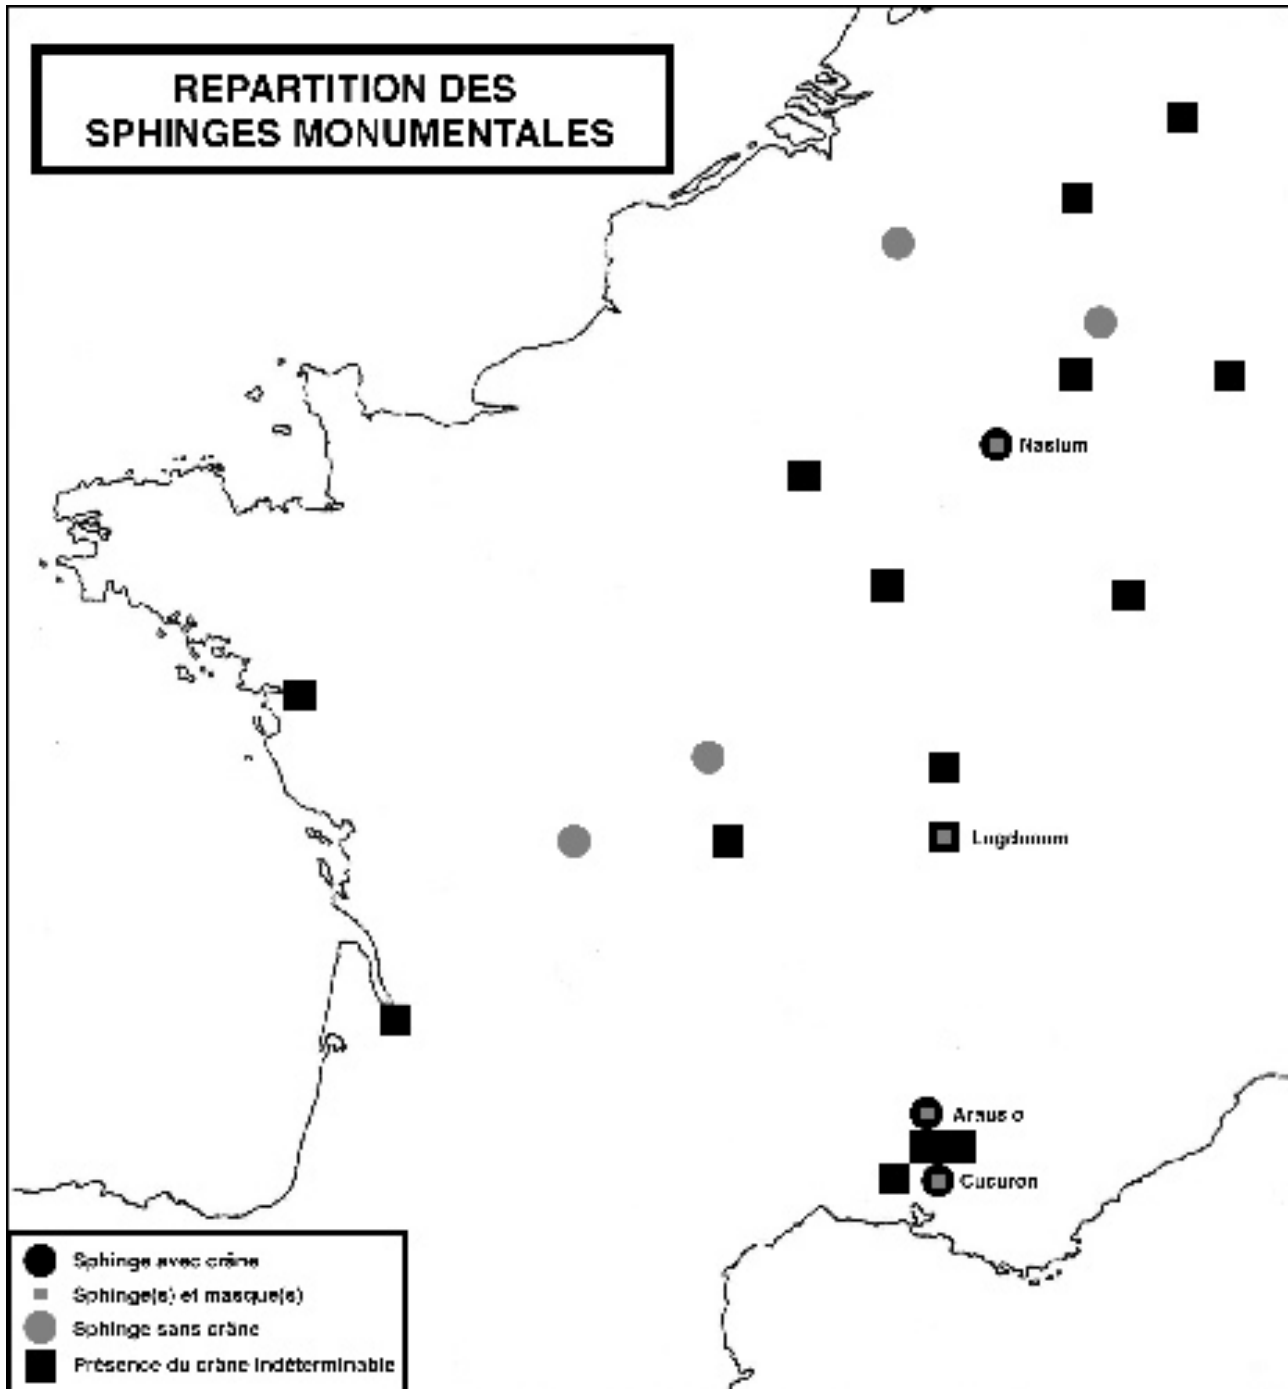 REPARTITION DES
SPHINGES MONUMENTALES
Nasium
Lugdunum
Arausio
Cucuron
Sphinge avec crâne
Sphinge(s) et masque(s)
Sphinge sans crâne
Présence du crâne indéterminable